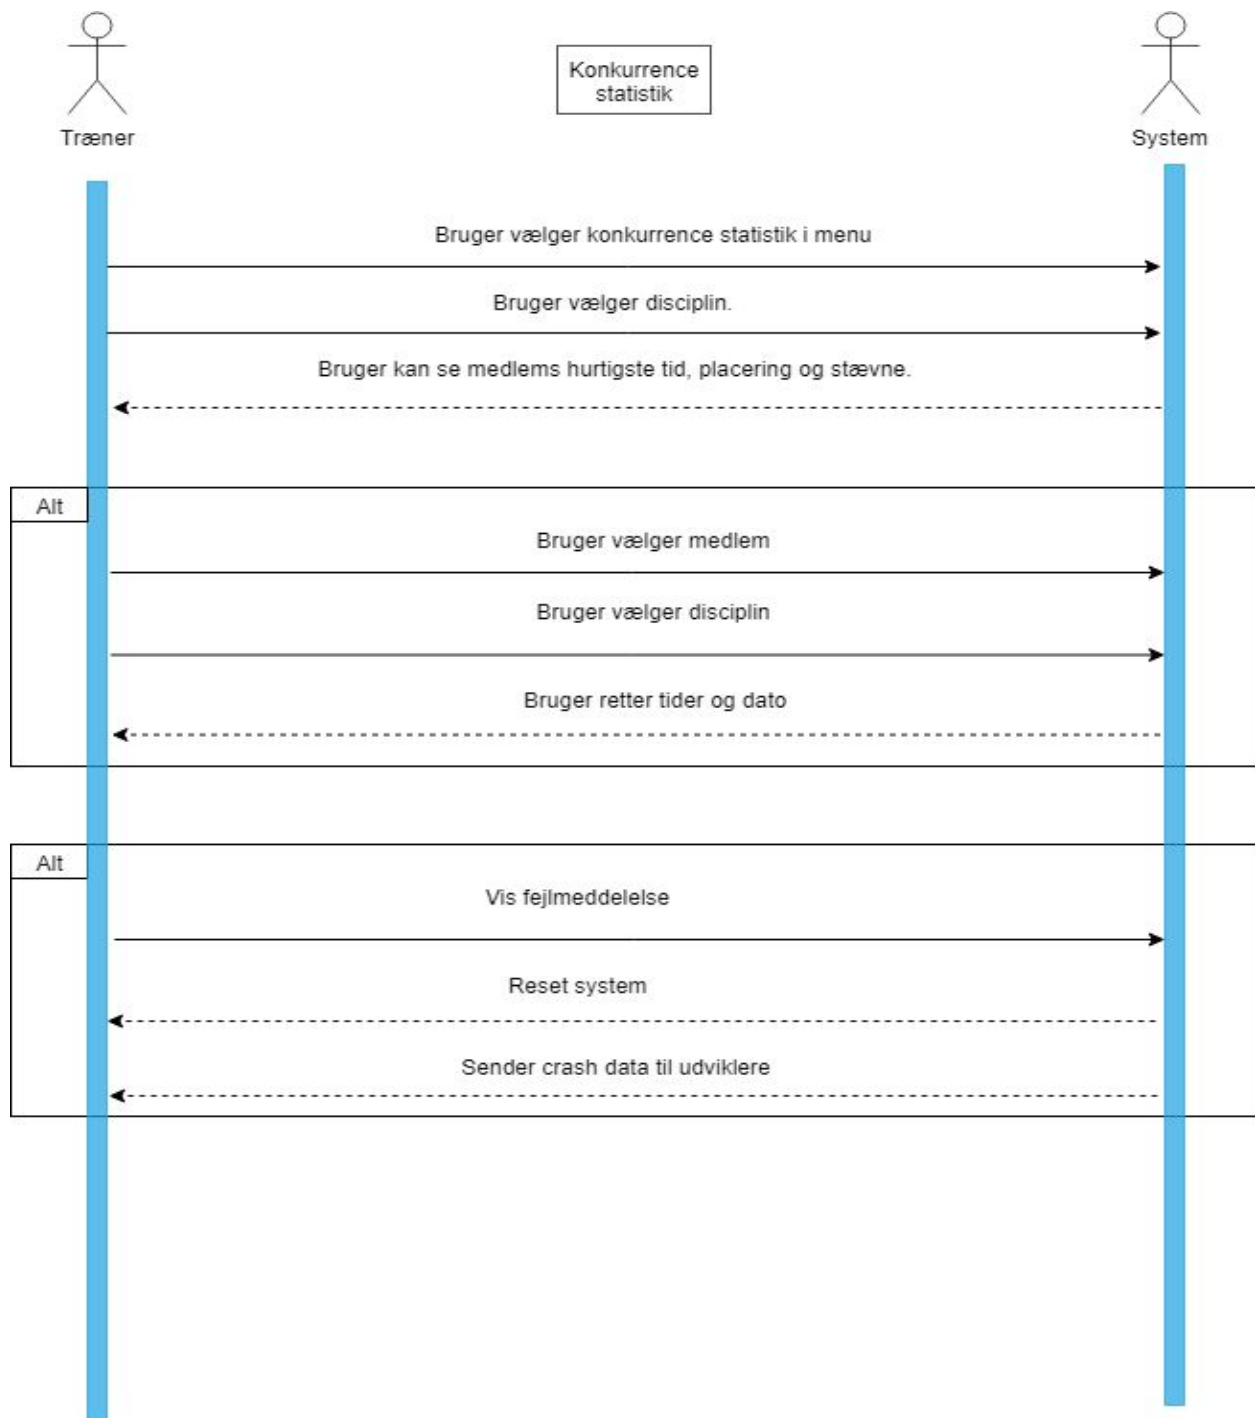 Konkurrence
statistik
Træner
System
Bruger vælger konkurrence statistik i menu
Bruger vælger disciplin.
Bruger kan se medlems hurtigste tid, placering og stævne.
Alt
Bruger vælger medlem
Bruger vælger disciplin
Bruger retter tider og dato
Alt
Vis fejlmeddelelse
Reset system
Sender crash data til udviklere